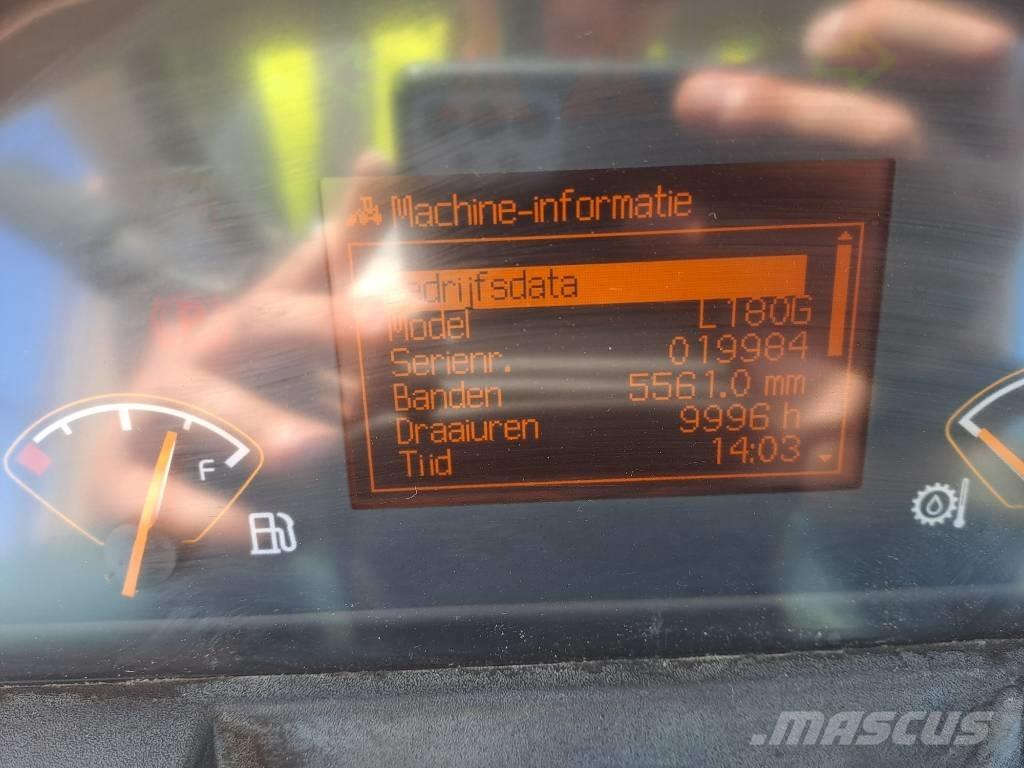 Machine-informatie
Bedrijfsdata
Model L180G
Serienr. 019984
Banden 5561.0 mm
Draaiuren 9996 h
Tijd 14:03
F
MASCUS